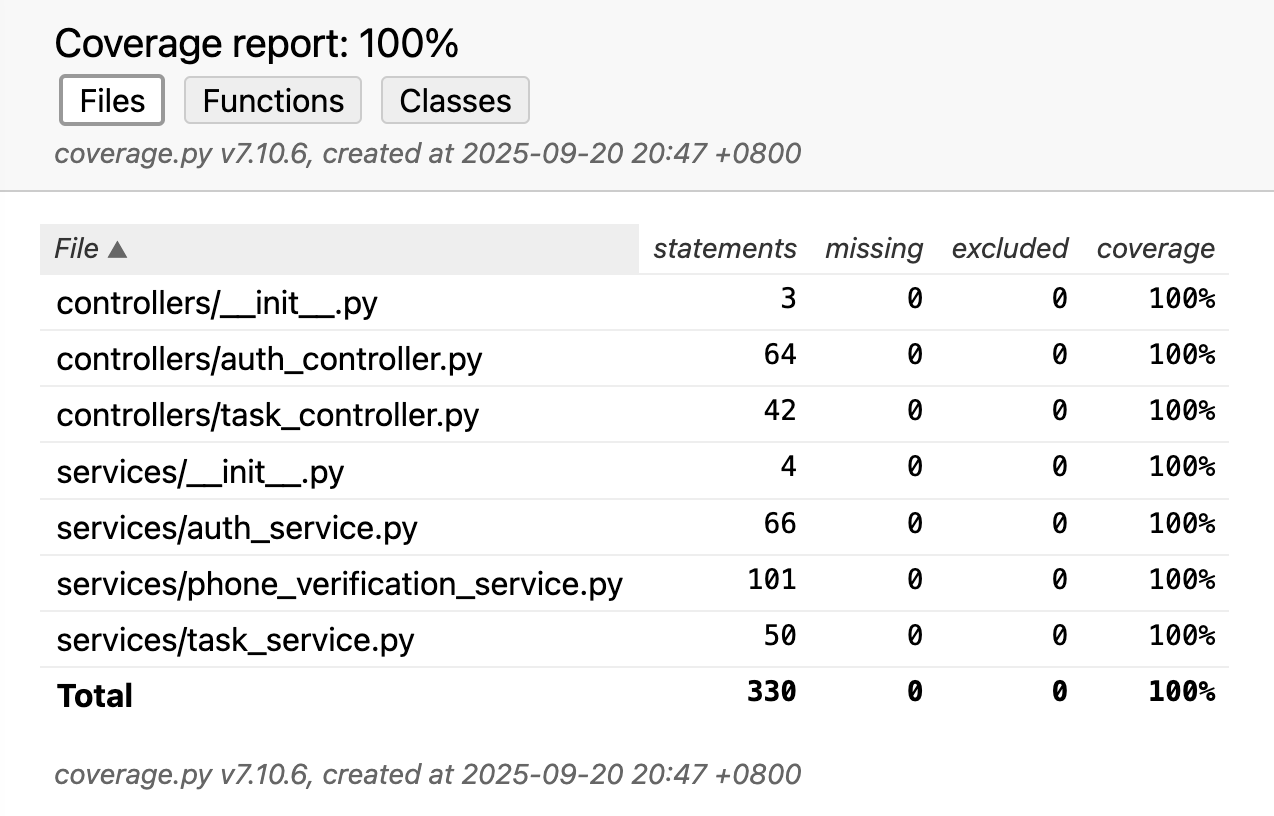 Coverage report: 100%
Files Functions Classes
coverage.py v7.10.6, created at 2025-09-20 20:47 +0800
File ▲ statements missing excluded coverage
controllers/__init__.py 3 0 0 100%
controllers/auth_controller.py 64 0 0 100%
controllers/task_controller.py 42 0 0 100%
services/__init__.py 4 0 0 100%
services/auth_service.py 66 0 0 100%
services/phone_verification_service.py 101 0 0 100%
services/task_service.py 50 0 0 100%
Total 330 0 0 100%
coverage.py v7.10.6, created at 2025-09-20 20:47 +0800